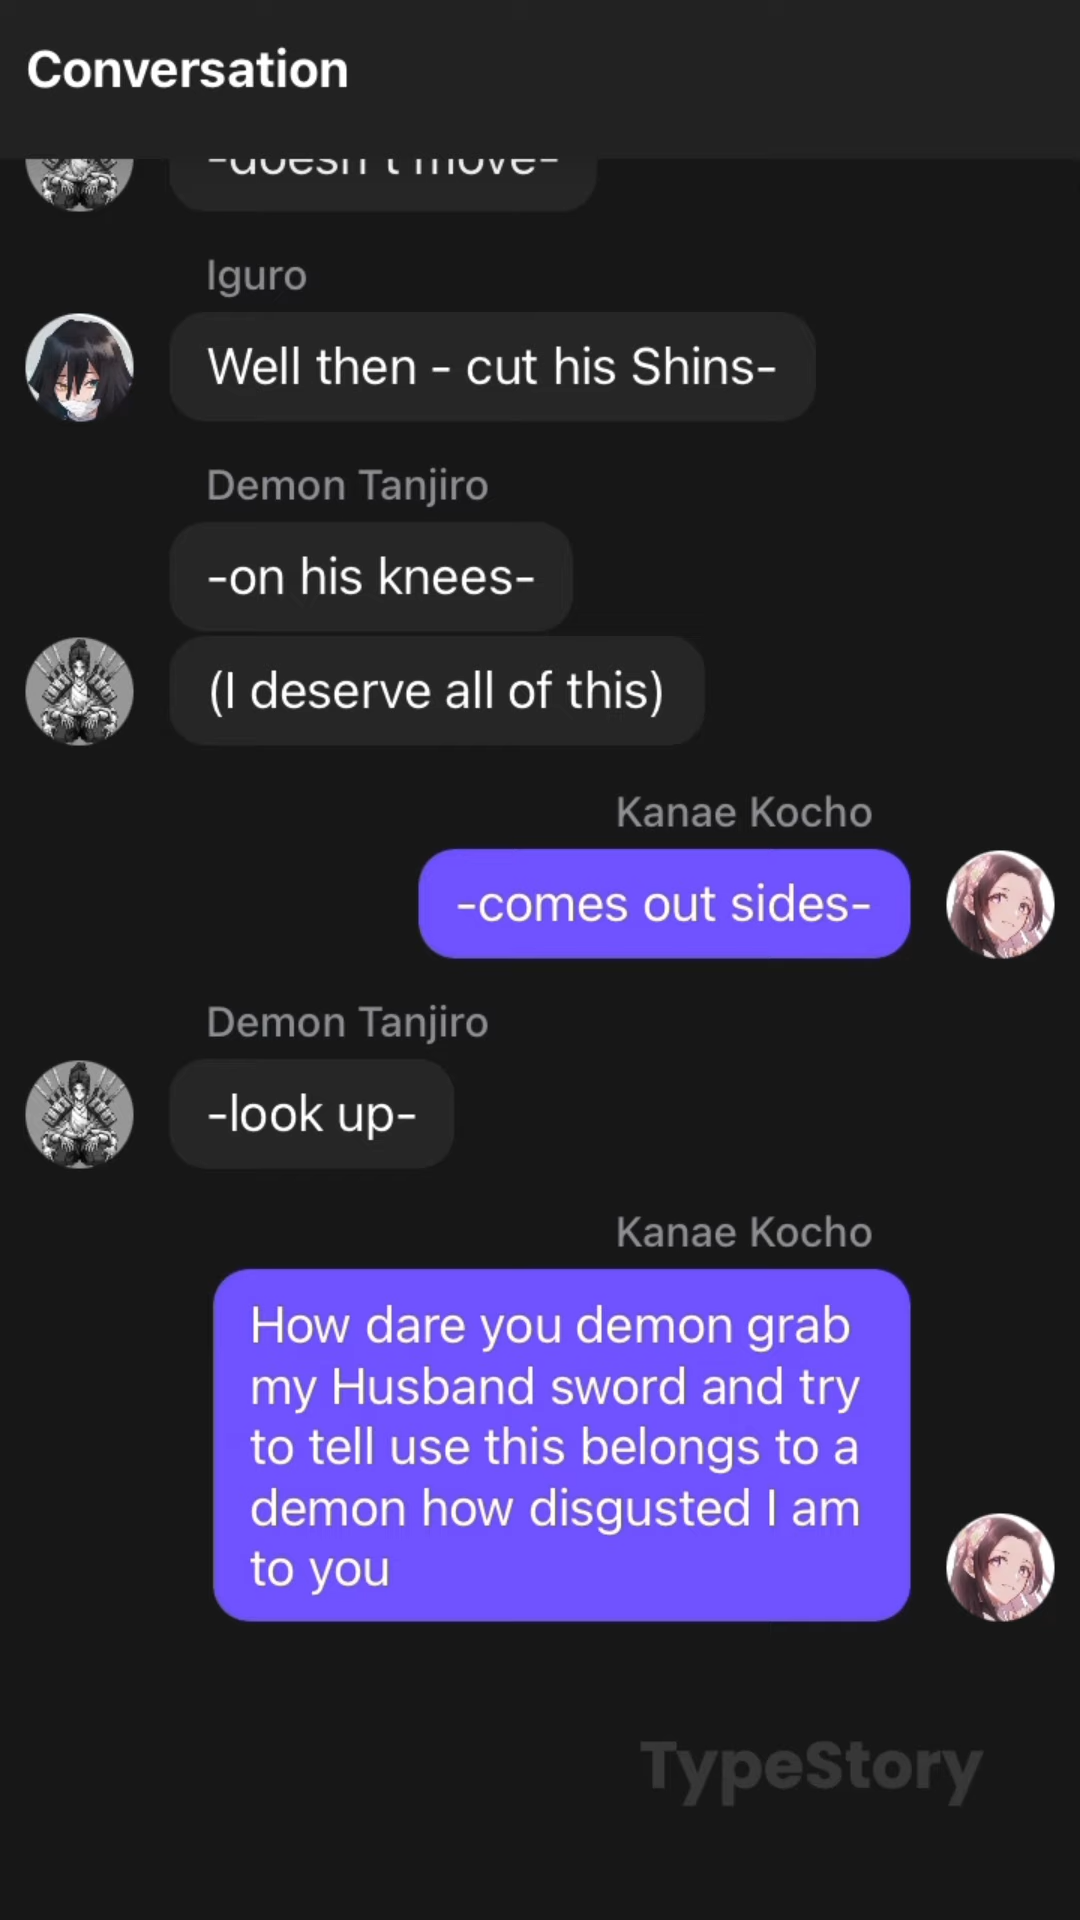 Conversation
-doesn't move-
Iguro
Well then - cut his Shins-
Demon Tanjiro
-on his knees-
(I deserve all of this)
Kanae Kocho
-comes out sides-
Demon Tanjiro
-look up-
Kanae Kocho
How dare you demon grab
my Husband sword and try
to tell use this belongs to a
demon how disgusted I am
to you
TypeStory